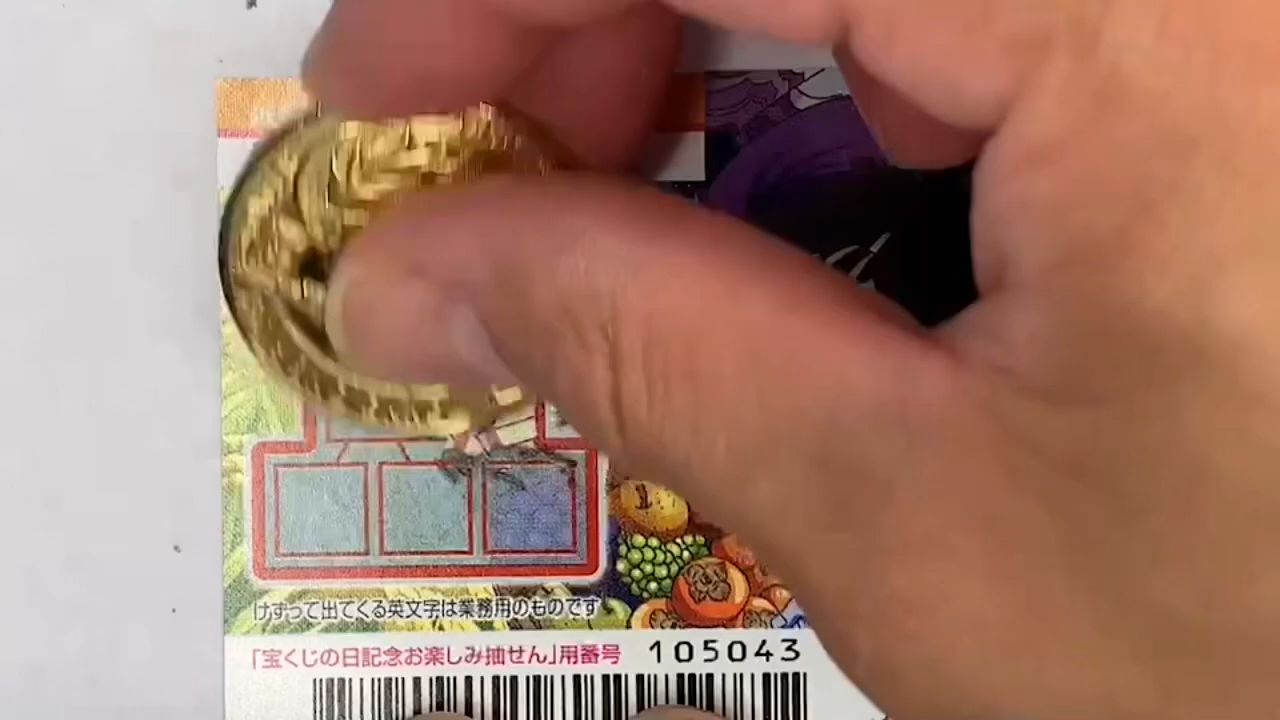 けずって出てくる英文字は業務用のものです
「宝くじの日記念お楽しみ抽せん」用番号 105043